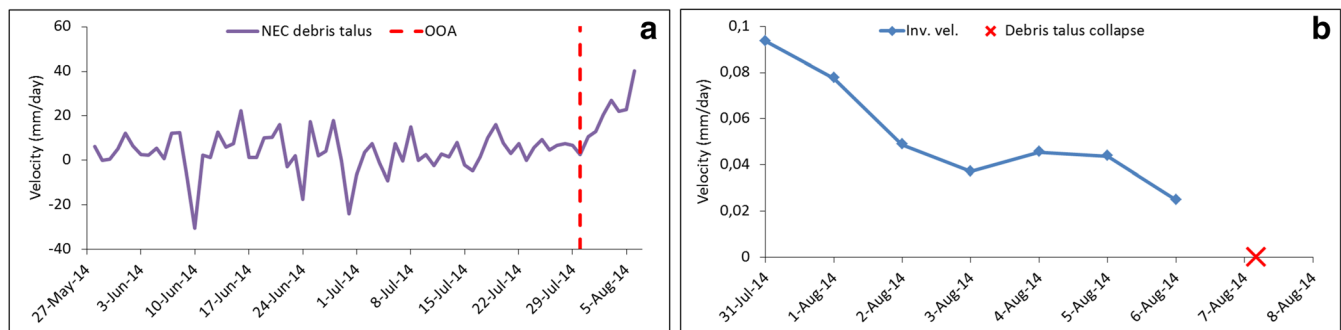 60
NEC debris talus
OOA
a
40
20
0
-20
-40
Velocity (mm/day)
27-May-14
3-Jun-14
10-Jun-14
17-Jun-14
24-Jun-14
1-Jul-14
8-Jul-14
15-Jul-14
22-Jul-14
29-Jul-14
5-Aug-14
0,1
Inv. vel.
Debris talus collapse
b
0,08
0,06
0,04
0,02
0
Velocity (mm/day)
31-Jul-14
1-Aug-14
2-Aug-14
3-Aug-14
4-Aug-14
5-Aug-14
6-Aug-14
7-Aug-14
8-Aug-14